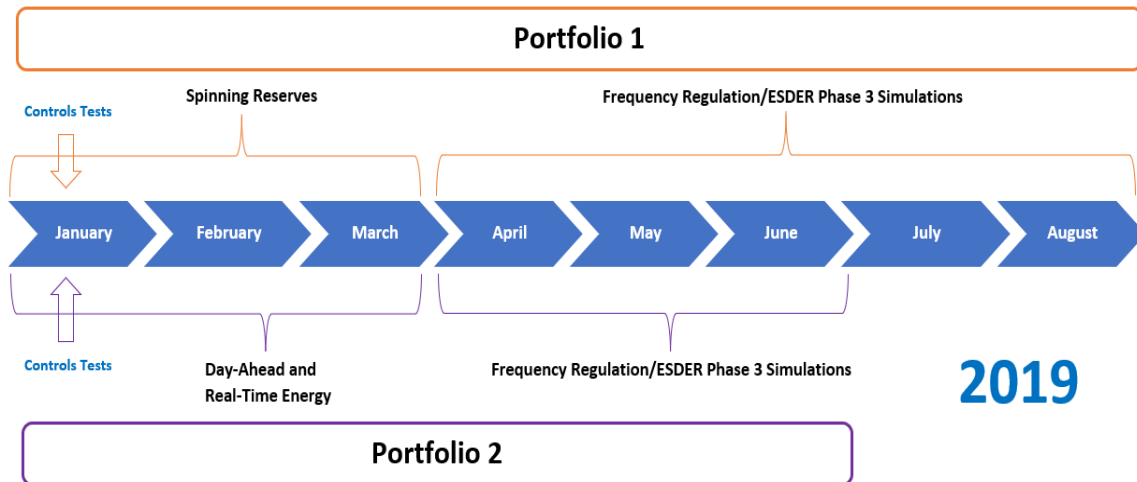 Portfolio 1
Spinning Reserves
Frequency Regulation/ESDER Phase 3 Simulations
Controls Tests
January
February
March
April
May
June
July
August
Controls Tests
Day-Ahead and
Real-Time Energy
Frequency Regulation/ESDER Phase 3 Simulations
2019
Portfolio 2